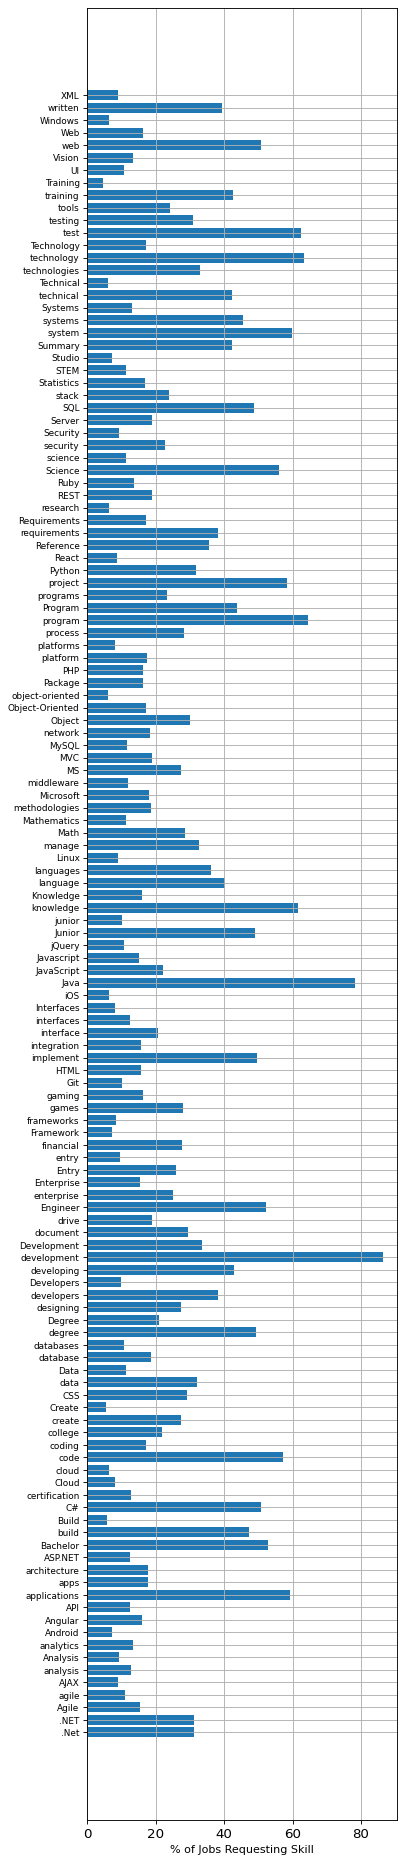 XML
written
Windows
Web
web
Vision
UI
Training
training
tools
testing
test
Technology
technology
technologies
Technical
technical
Systems
systems
system
Summary
Studio
STEM
Statistics
stack
SQL
Server
Security
security
science
Science
Ruby
REST
research
Requirements
requirements
Reference
React
Python
project
programs
Program
program
process
platforms
platform
PHP
Package
object-oriented
Object-Oriented
Object
network
MySQL
MVC
MS
middleware
Microsoft
methodologies
Mathematics
Math
manage
Linux
languages
language
Knowledge
knowledge
junior
Junior
jQuery
Javascript
JavaScript
Java
iOS
Interfaces
interfaces
interface
integration
implement
HTML
Git
gaming
games
frameworks
Framework
financial
entry
Entry
Enterprise
enterprise
Engineer
drive
document
Development
development
developing
Developers
developers
designing
Degree
degree
databases
database
Data
data
CSS
Create
create
college
coding
code
cloud
Cloud
certification
C#
Build
build
Bachelor
ASP.NET
architecture
apps
applications
API
Angular
Android
analytics
Analysis
analysis
AJAX
agile
Agile
.NET
.Net
0 20 40 60 80
% of Jobs Requesting Skill